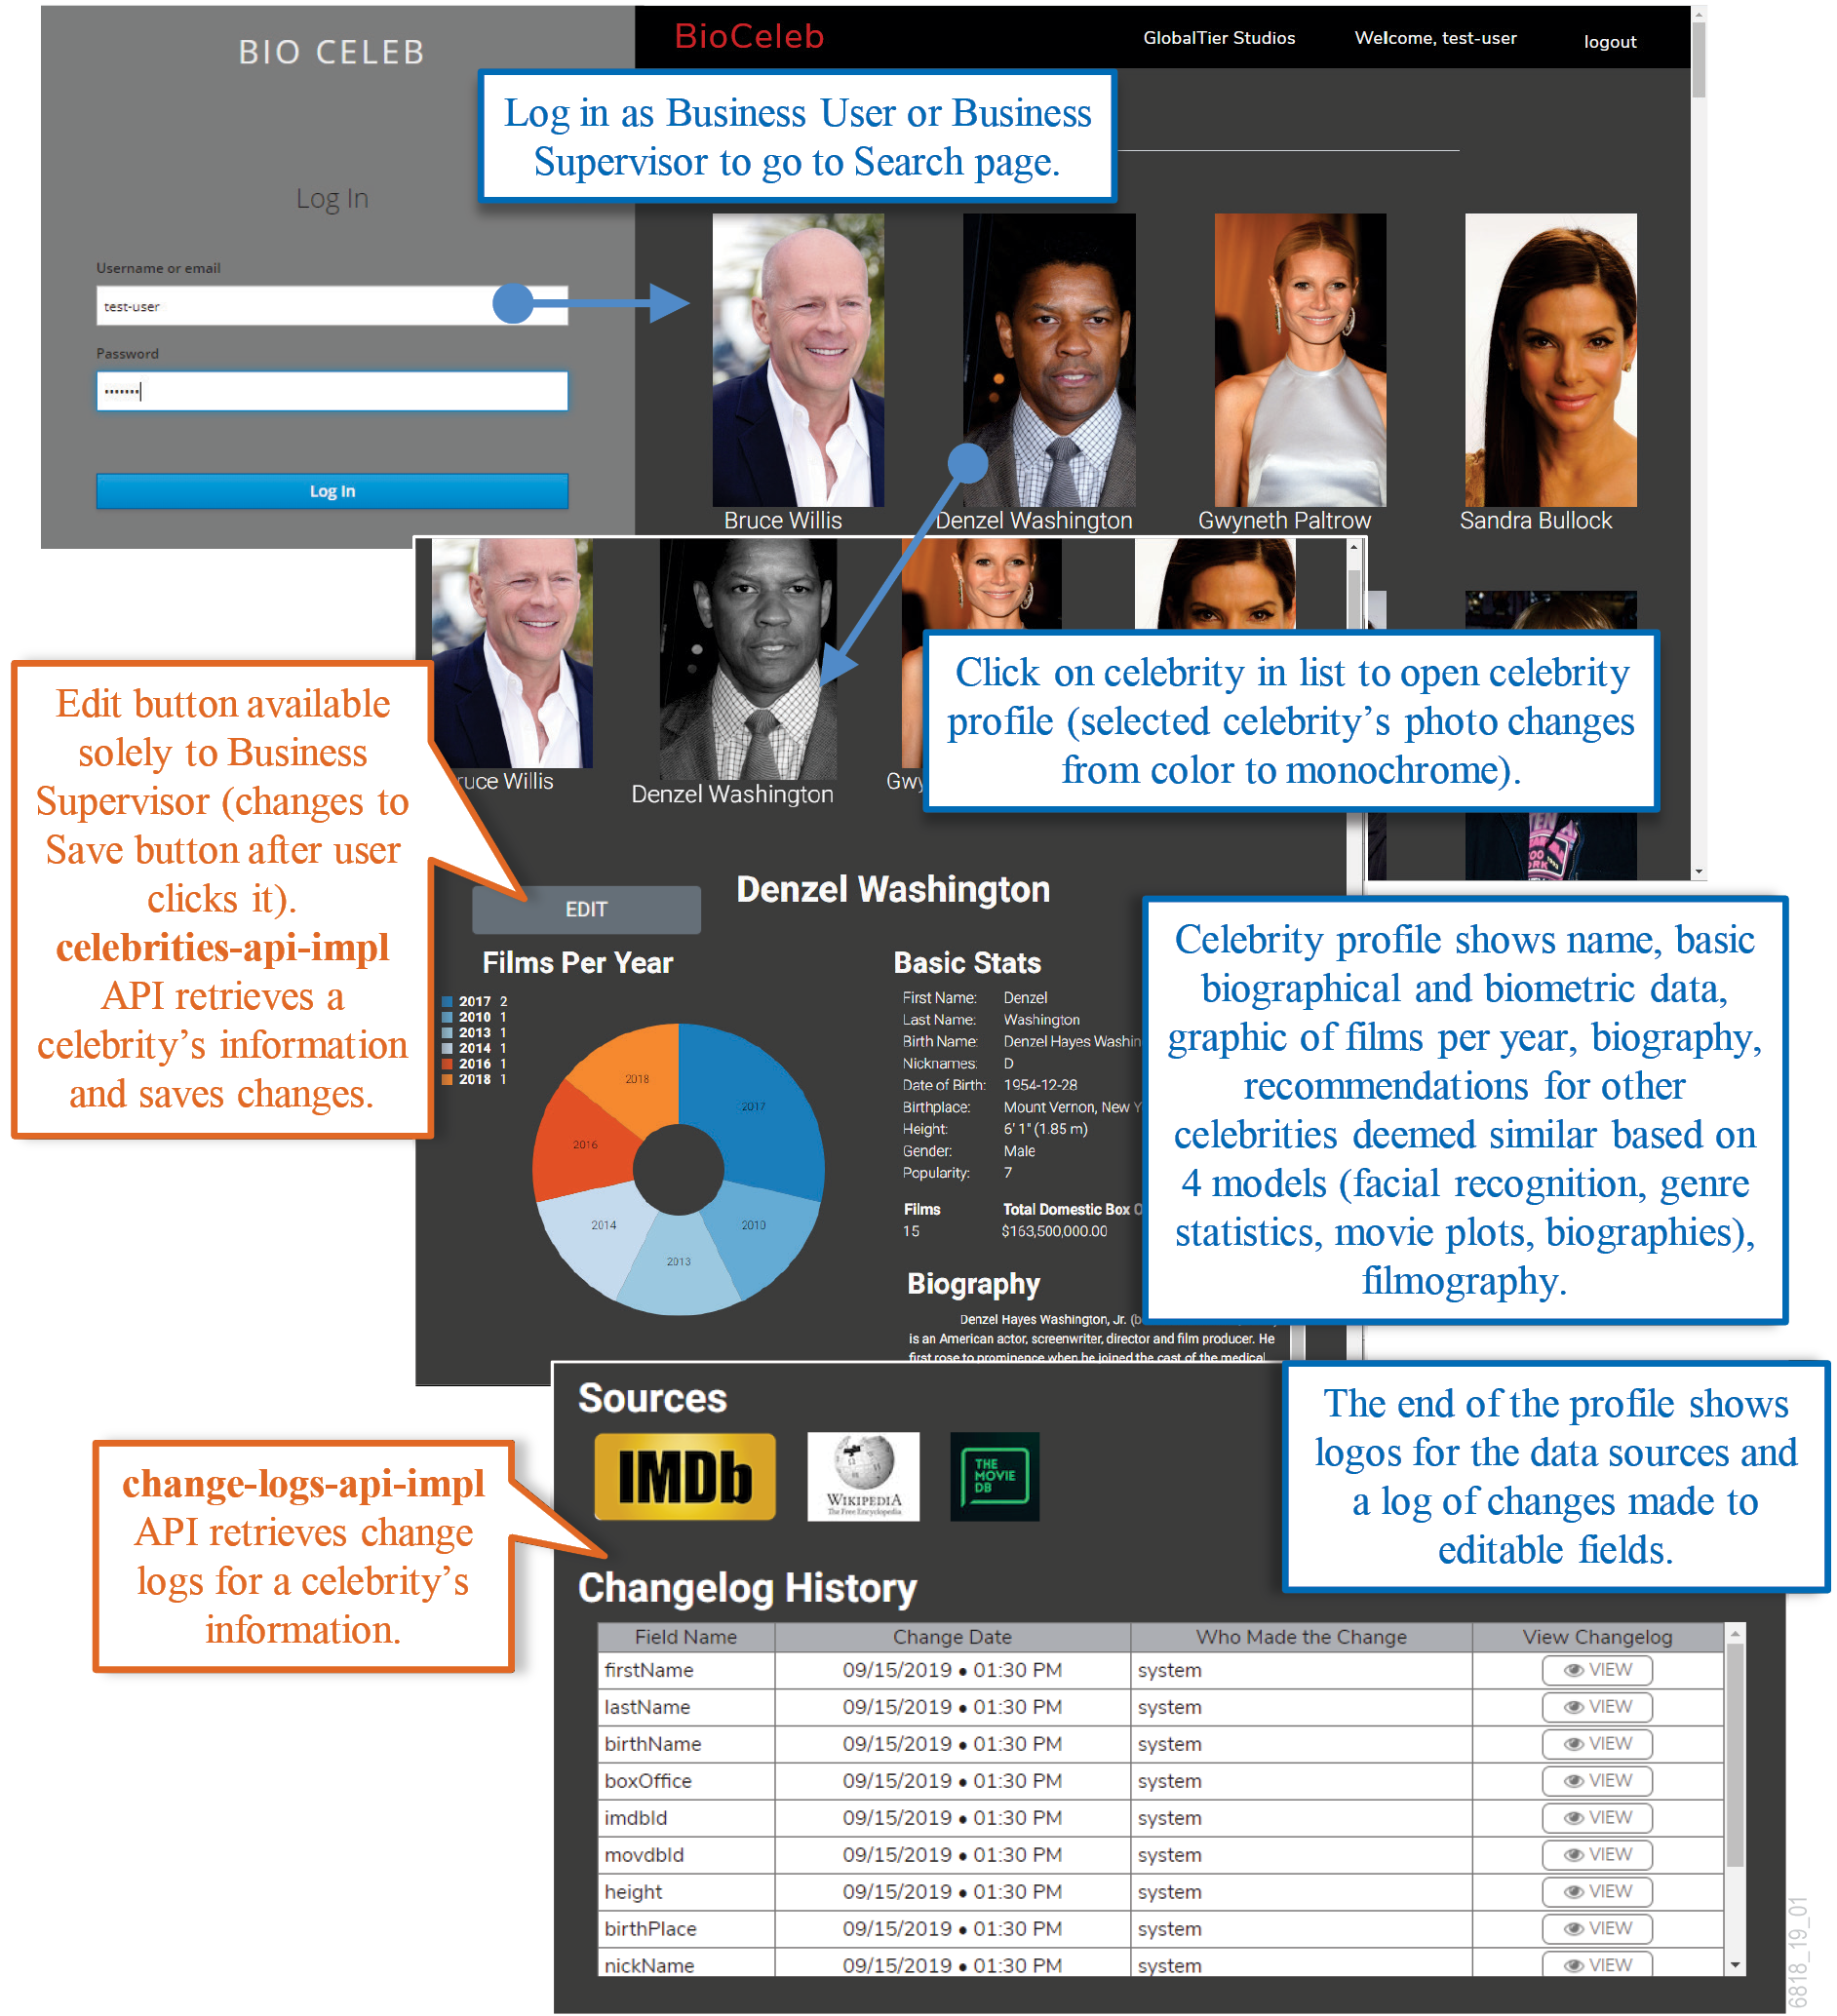 BIO CELEB
Log In
Username or email
test-user
Password
Log In
BioCeleb
GlobalTier Studios
Welcome, test-user
logout
Log in as Business User or Business
Supervisor to go to Search page.
Bruce Willis
Denzel Washington
Gwyneth Paltrow
Sandra Bullock
ruce Willis
Denzel Washington
Gwy
Click on celebrity in list to open celebrity
profile (selected celebrity’s photo changes
from color to monochrome).
Edit button available
solely to Business
Supervisor (changes to
Save button after user
clicks it).
celebrities-api-impl
API retrieves a
celebrity’s information
and saves changes.
EDIT
Denzel Washington
Films Per Year
2017 2
2010 1
2013 1
2014 1
2016 1
2018 1
2018
2017
2016
2014
2013
2010
Basic Stats
First Name: Denzel
Last Name: Washington
Birth Name: Denzel Hayes Washin
Nicknames: D
Date of Birth: 1954-12-28
Birthplace: Mount Vernon, New Y
Height: 6' 1" (1.85 m)
Gender: Male
Popularity: 7
Films Total Domestic Box O
15 $163,500,000.00
Biography
Denzel Hayes Washington, Jr. (b
is an American actor, screenwriter, director and film producer. He
first rose to prominence when he joined the cast of the medical
Celebrity profile shows name, basic
biographical and biometric data,
graphic of films per year, biography,
recommendations for other
celebrities deemed similar based on
4 models (facial recognition, genre
statistics, movie plots, biographies),
filmography.
Sources
IMDb
WIKIPEDIA
The Free Encyclopedia
THE
MOVIE
DB
The end of the profile shows
logos for the data sources and
a log of changes made to
editable fields.
change-logs-api-impl
API retrieves change
logs for a celebrity’s
information.
Changelog History
Field Name Change Date Who Made the Change View Changelog
firstName 09/15/2019 • 01:30 PM system VIEW
lastName 09/15/2019 • 01:30 PM system VIEW
birthName 09/15/2019 • 01:30 PM system VIEW
boxOffice 09/15/2019 • 01:30 PM system VIEW
imdbId 09/15/2019 • 01:30 PM system VIEW
movdbId 09/15/2019 • 01:30 PM system VIEW
height 09/15/2019 • 01:30 PM system VIEW
birthPlace 09/15/2019 • 01:30 PM system VIEW
nickName 09/15/2019 • 01:30 PM system VIEW
6818_19_01